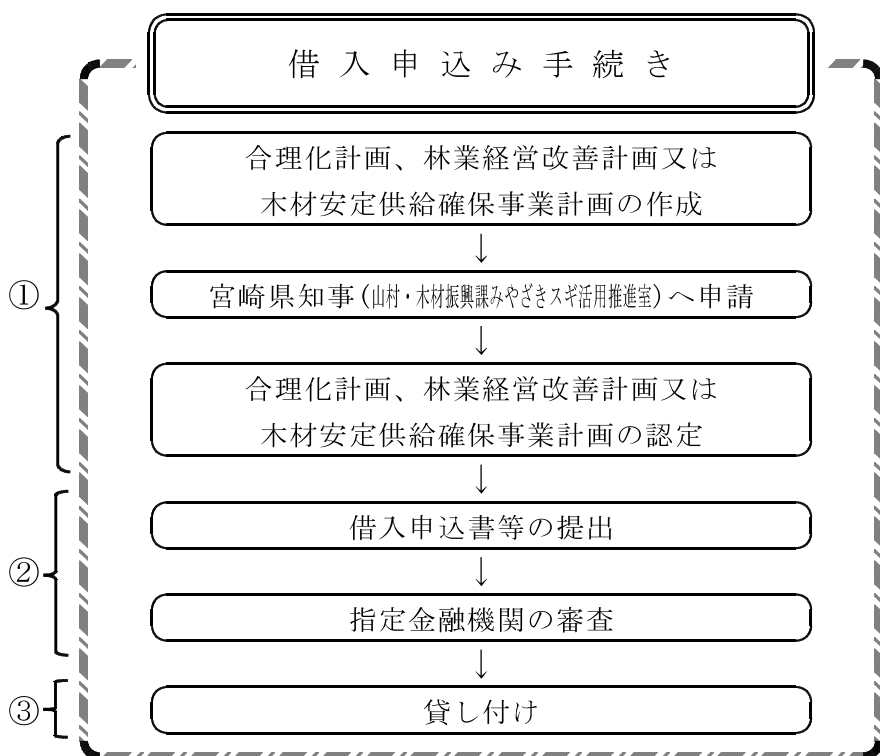 借入申込み手続き
合理化計画、林業経営改善計画又は
木材安定供給確保事業計画の作成
↓
①
宮崎県知事(山村・木材振興課みやざきスギ活用推進室)へ申請
↓
合理化計画、林業経営改善計画又は
木材安定供給確保事業計画の認定
↓
借入申込書等の提出
②
↓
指定金融機関の審査
↓
③
貸し付け